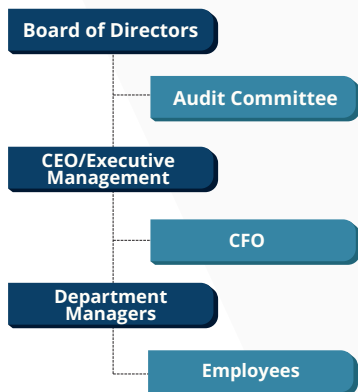 Board of Directors
Audit Committee
CEO/Executive
Management
CFO
Department
Managers
Employees